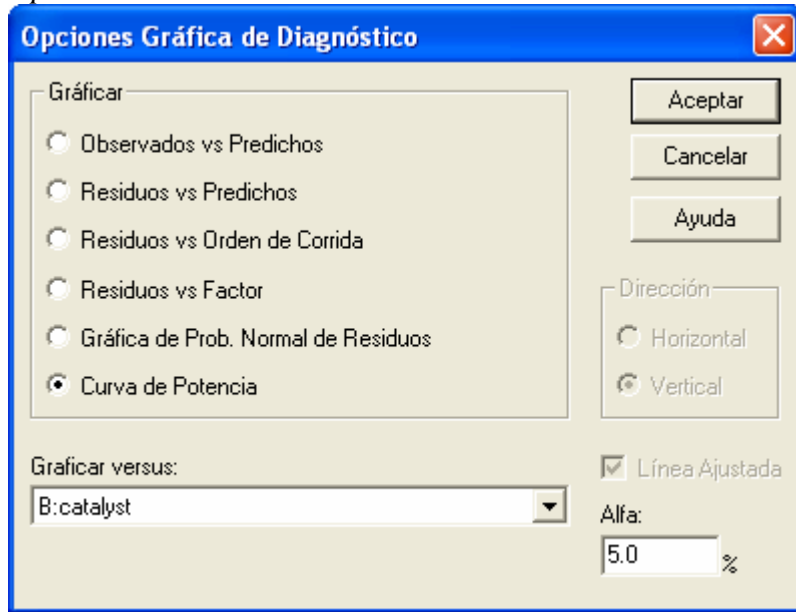 Opciones Gráfica de Diagnóstico
Gráficar
Observados vs Predichos
Residuos vs Predichos
Residuos vs Orden de Corrida
Residuos vs Factor
Gráfica de Prob. Normal de Residuos
Curva de Potencia
Graficar versus:
B:catalyst
Aceptar
Cancelar
Ayuda
Dirección
Horizontal
Vertical
Línea Ajustada
Alfa:
5.0 %